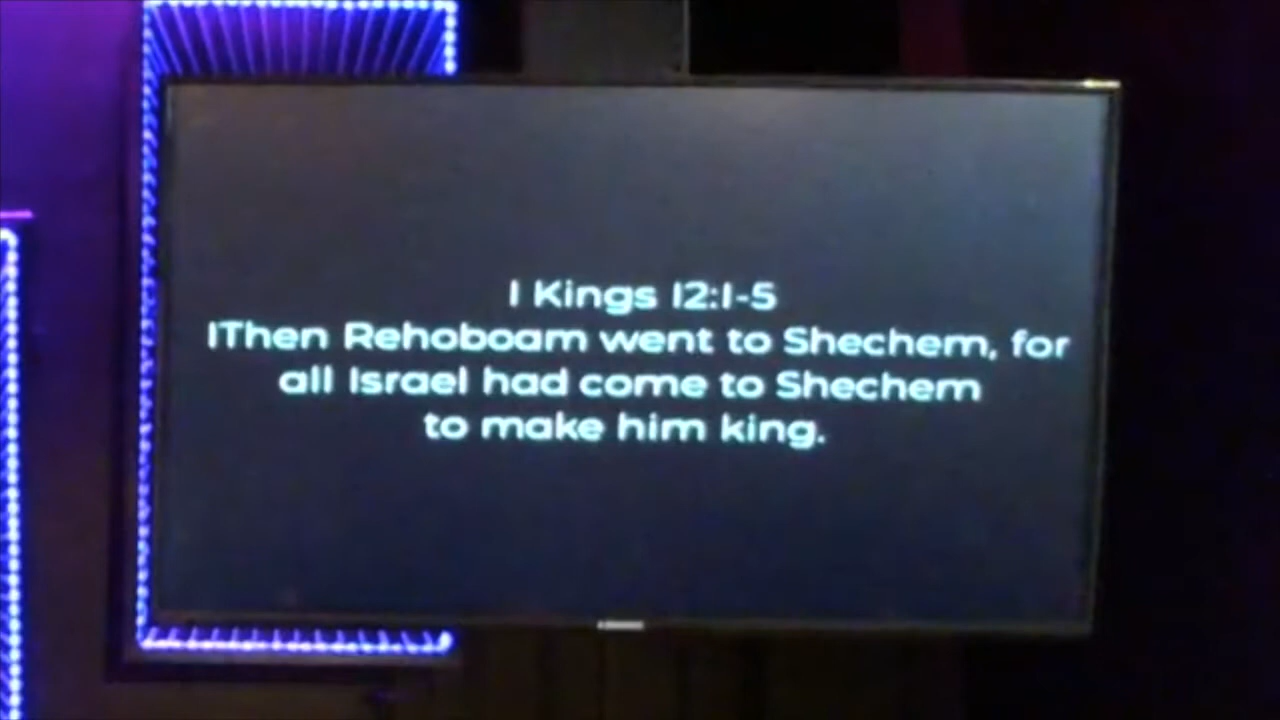 1 Kings 12:1-5
1Then Rehoboam went to Shechem, for
all Israel had come to Shechem
to make him king.